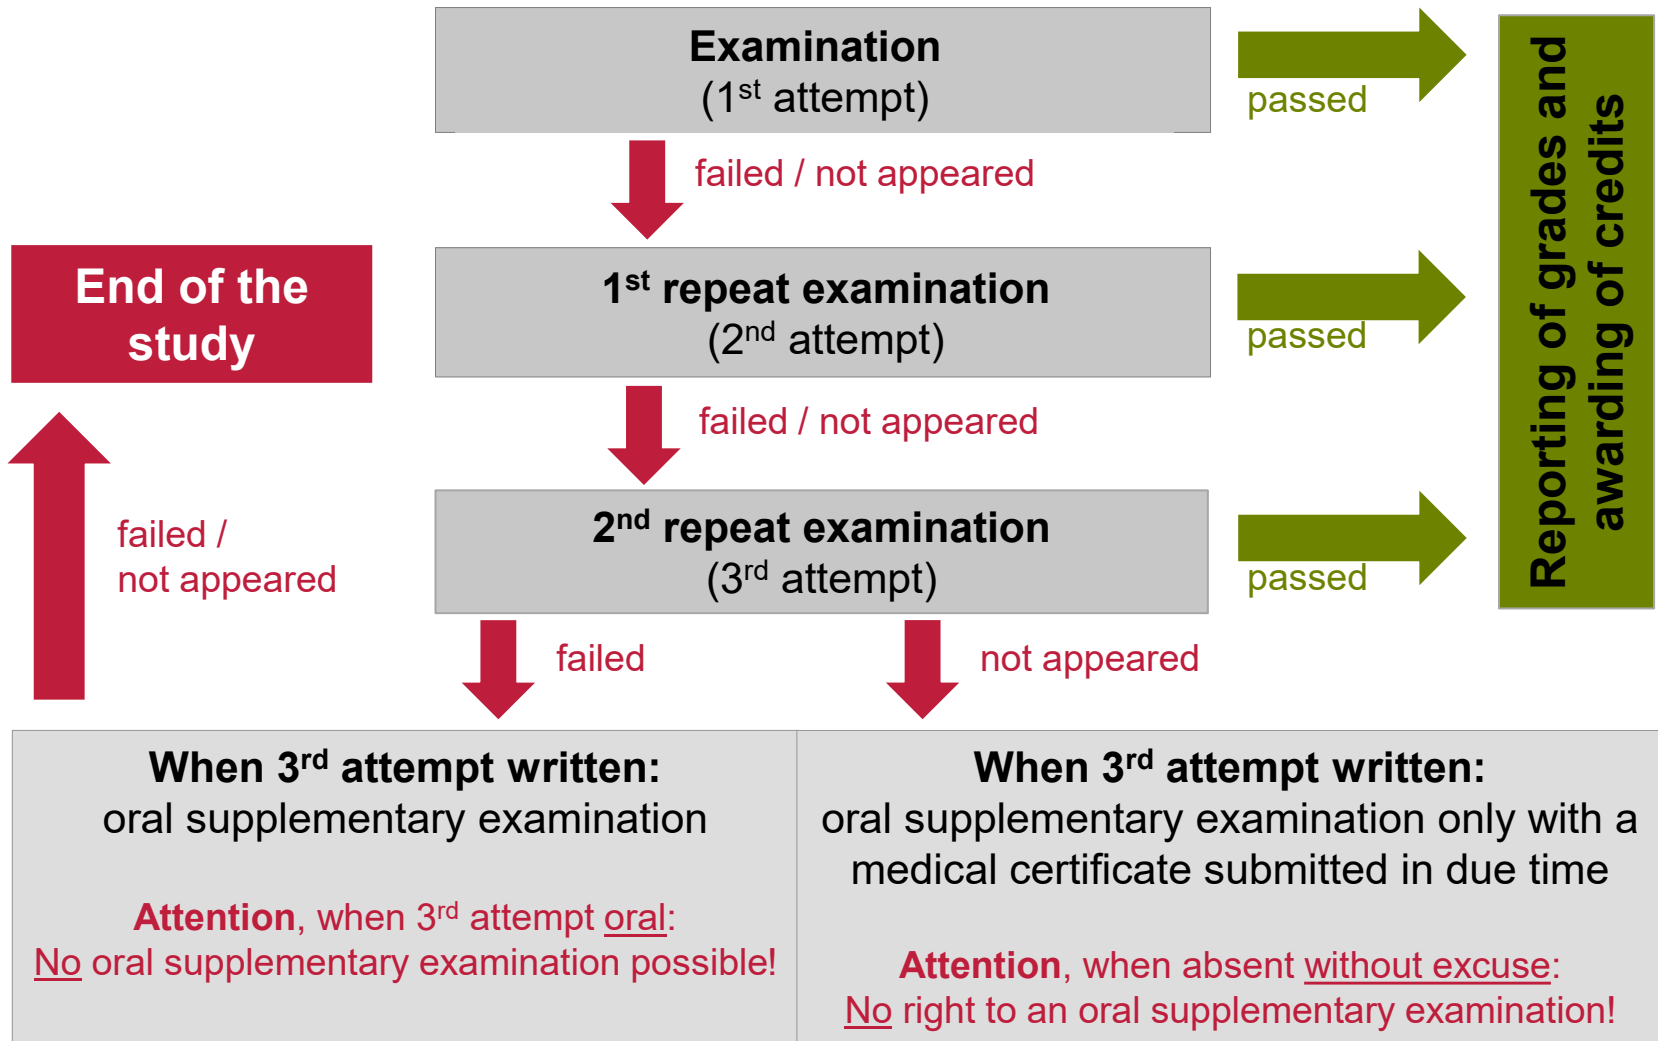 Examination
(1st attempt)
passed
failed / not appeared
End of the
study
1st repeat examination
(2nd attempt)
passed
failed / not appeared
2nd repeat examination
(3rd attempt)
passed
failed /
not appeared
failed
not appeared
Reporting of grades and
awarding of credits
When 3rd attempt written:
oral supplementary examination
Attention, when 3rd attempt oral:
No oral supplementary examination possible!
When 3rd attempt written:
oral supplementary examination only with a
medical certificate submitted in due time
Attention, when absent without excuse:
No right to an oral supplementary examination!